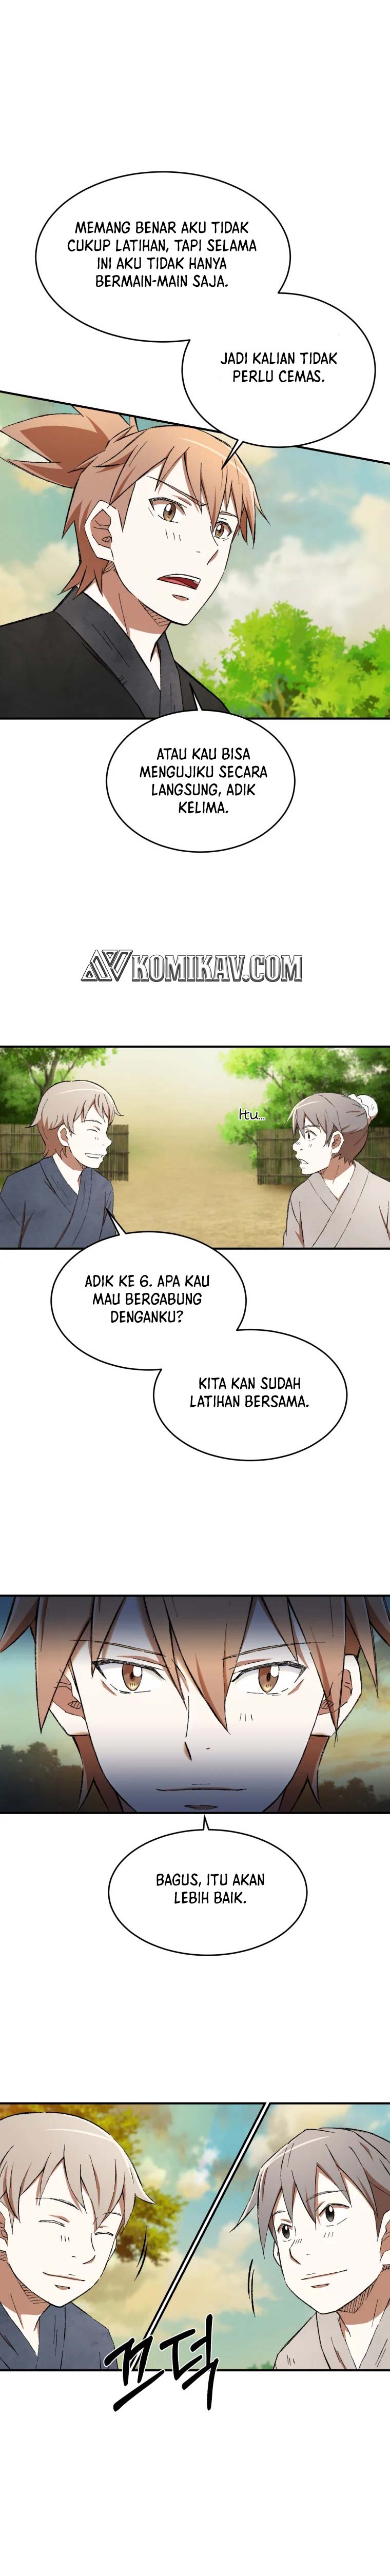 MEMANG BENAR AKU TIDAK
CUKUP LATIHAN, TAPI SELAMA
INI AKU TIDAK HANYA
BERMAIN-MAIN SAJA.
JADI KALIAN TIDAK
PERLU CEMAS.
ATAU KAU BISA
MENGUJIKU SECARA
LANGSUNG, ADIK
KELIMA.
KOMIKAV.COM
Itu...
ADIK KE 6. APA KAU
MAU BERGABUNG
DENGANKU?
KITA KAN SUDAH
LATIHAN BERSAMA.
BAGUS, ITU AKAN
LEBIH BAIK.
끄덕